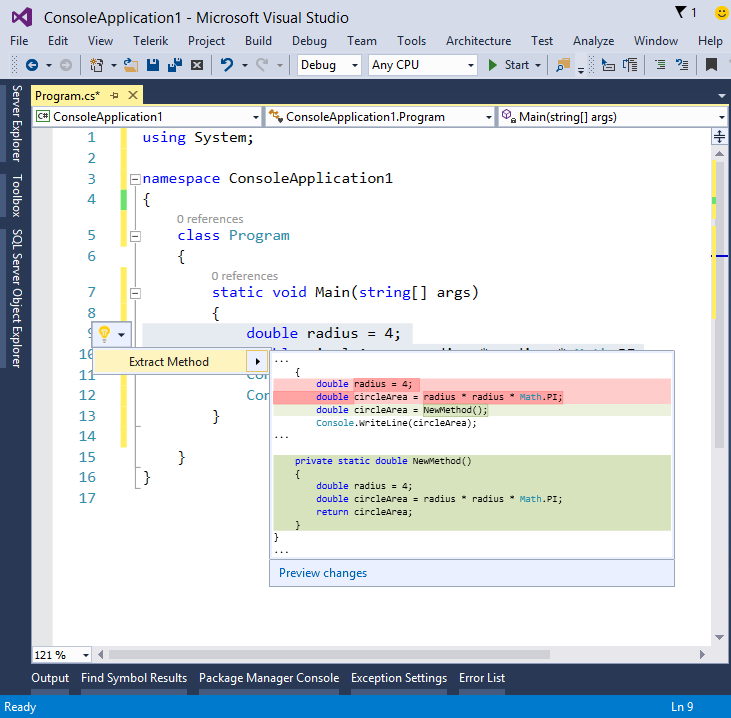 ConsoleApplication1 - Microsoft Visual Studio
1
File Edit View Telerik Project Build Debug Team Tools Architecture Test Analyze Window Help
Debug Any CPU Start
Server Explorer
Toolbox
SQL Server Object Explorer
Program.cs*
C# ConsoleApplication1 ConsoleApplication1.Program Main(string[] args)
1 using System;
2
3 namespace ConsoleApplication1
4 {
0 references
5 class Program
6 {
0 references
7 static void Main(string[] args)
8 {
double radius = 4;
10
Extract Method
11 Con
12 Con
13 }
14
15 }
16 }
17
...
{
double radius = 4;
double circleArea = radius * radius * Math.PI;
double circleArea = NewMethod();
Console.WriteLine(circleArea);
...
private static double NewMethod()
{
double radius = 4;
double circleArea = radius * radius * Math.PI;
return circleArea;
}
}
...
Preview changes
121 %
Output Find Symbol Results Package Manager Console Exception Settings Error List
Ready Ln 9